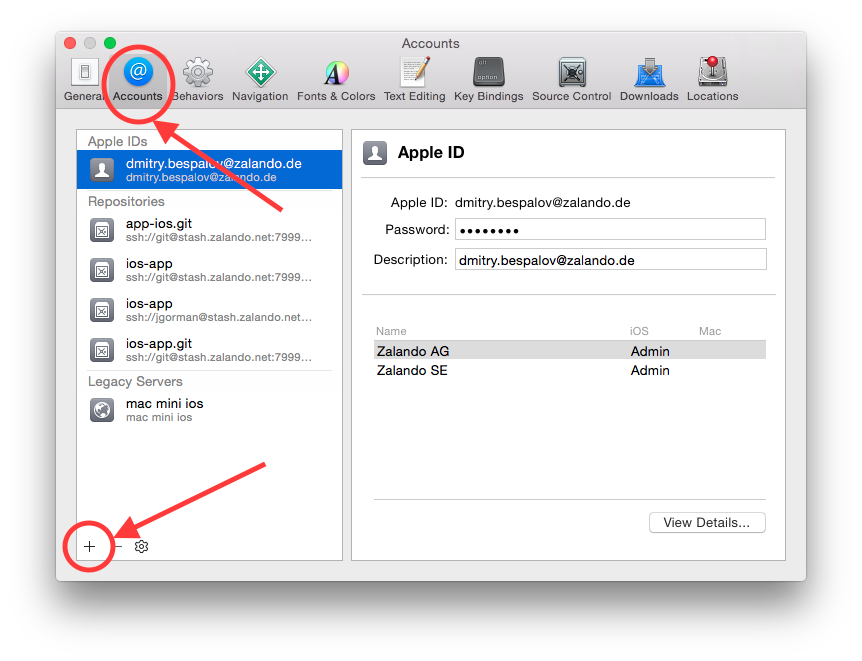 Accounts
General Accounts Behaviors Navigation Fonts & Colors Text Editing Key Bindings Source Control Downloads Locations
alt
option
Apple IDs
dmitry.bespalov@zalando.de
dmitry.bespalov@zalando.de
Repositories
app-ios.git
ssh://git@stash.zalando.net:7999...
ios-app
ssh://git@stash.zalando.net:7999...
ios-app
ssh://jgorman@stash.zalando.net...
ios-app.git
ssh://git@stash.zalando.net:7999...
Legacy Servers
mac mini ios
mac mini ios
Apple ID
Apple ID: dmitry.bespalov@zalando.de
Password: ••••••••
Description: dmitry.bespalov@zalando.de
Name iOS Mac
Zalando AG Admin
Zalando SE Admin
View Details...